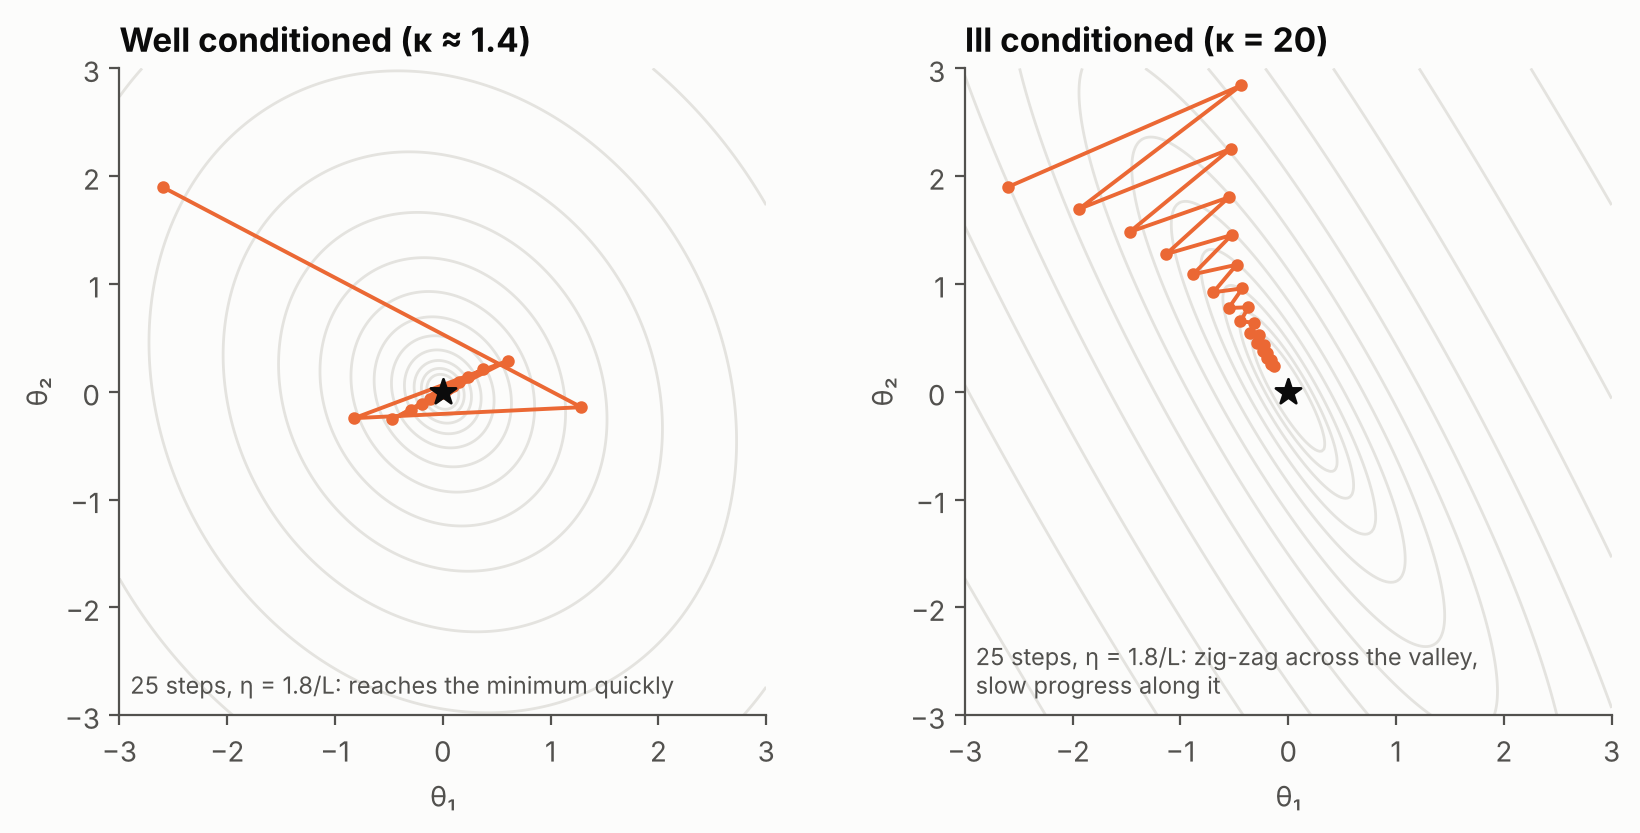 Well conditioned (κ ≈ 1.4)
3
2
1
0
−1
−2
−3
θ₂
25 steps, η = 1.8/L: reaches the minimum quickly
−3 −2 −1 0 1 2 3
θ₁
Ill conditioned (κ = 20)
3
2
1
0
−1
−2
−3
θ₂
25 steps, η = 1.8/L: zig-zag across the valley,
slow progress along it
−3 −2 −1 0 1 2 3
θ₁